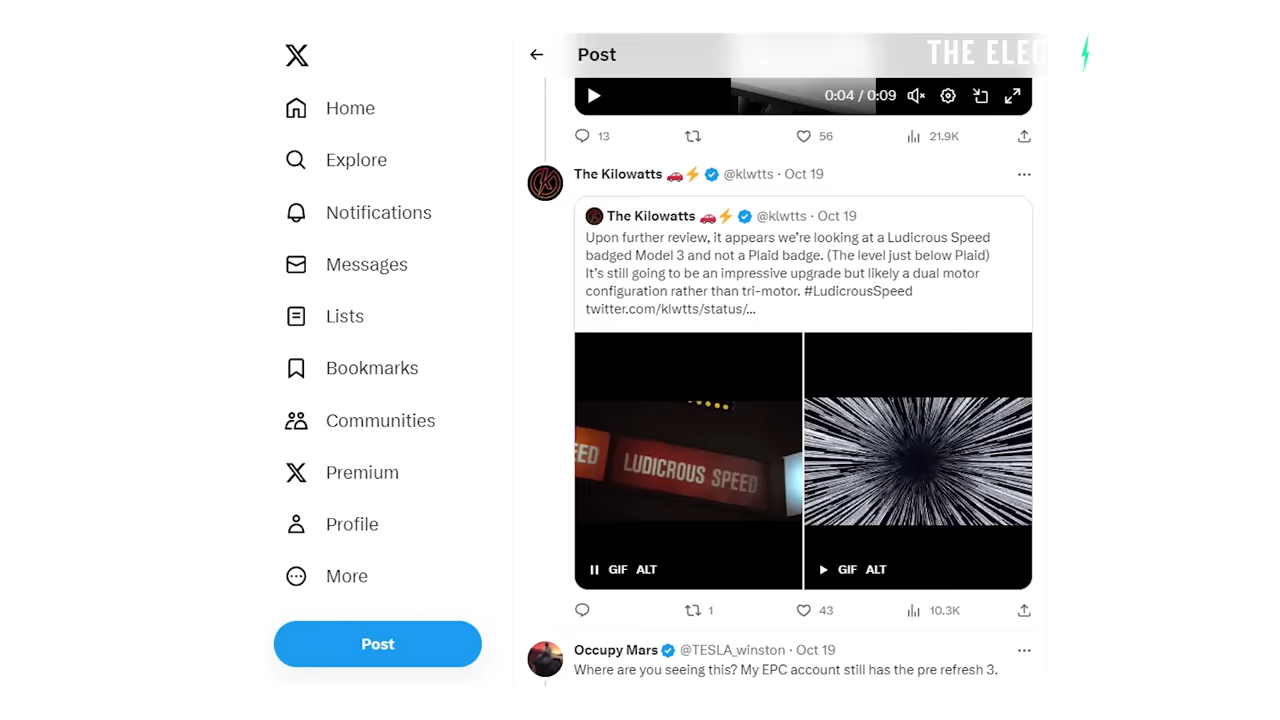 THE ELEC
Post
Home
Explore
Notifications
Messages
Lists
Bookmarks
Communities
Premium
Profile
More
Post
0:04 / 0:09
13
56
21.9K
The Kilowatts @klwtts · Oct 19
The Kilowatts @klwtts · Oct 19
Upon further review, it appears we're looking at a Ludicrous Speed
badged Model 3 and not a Plaid badge. (The level just below Plaid)
It's still going to be an impressive upgrade but likely a dual motor
configuration rather than tri-motor. #LudicrousSpeed
twitter.com/klwtts/status/...
EED
LUDICROUS SPEED
GIF ALT
GIF ALT
1
43
10.3K
Occupy Mars @TESLA_winston · Oct 19
Where are you seeing this? My EPC account still has the pre refresh 3.